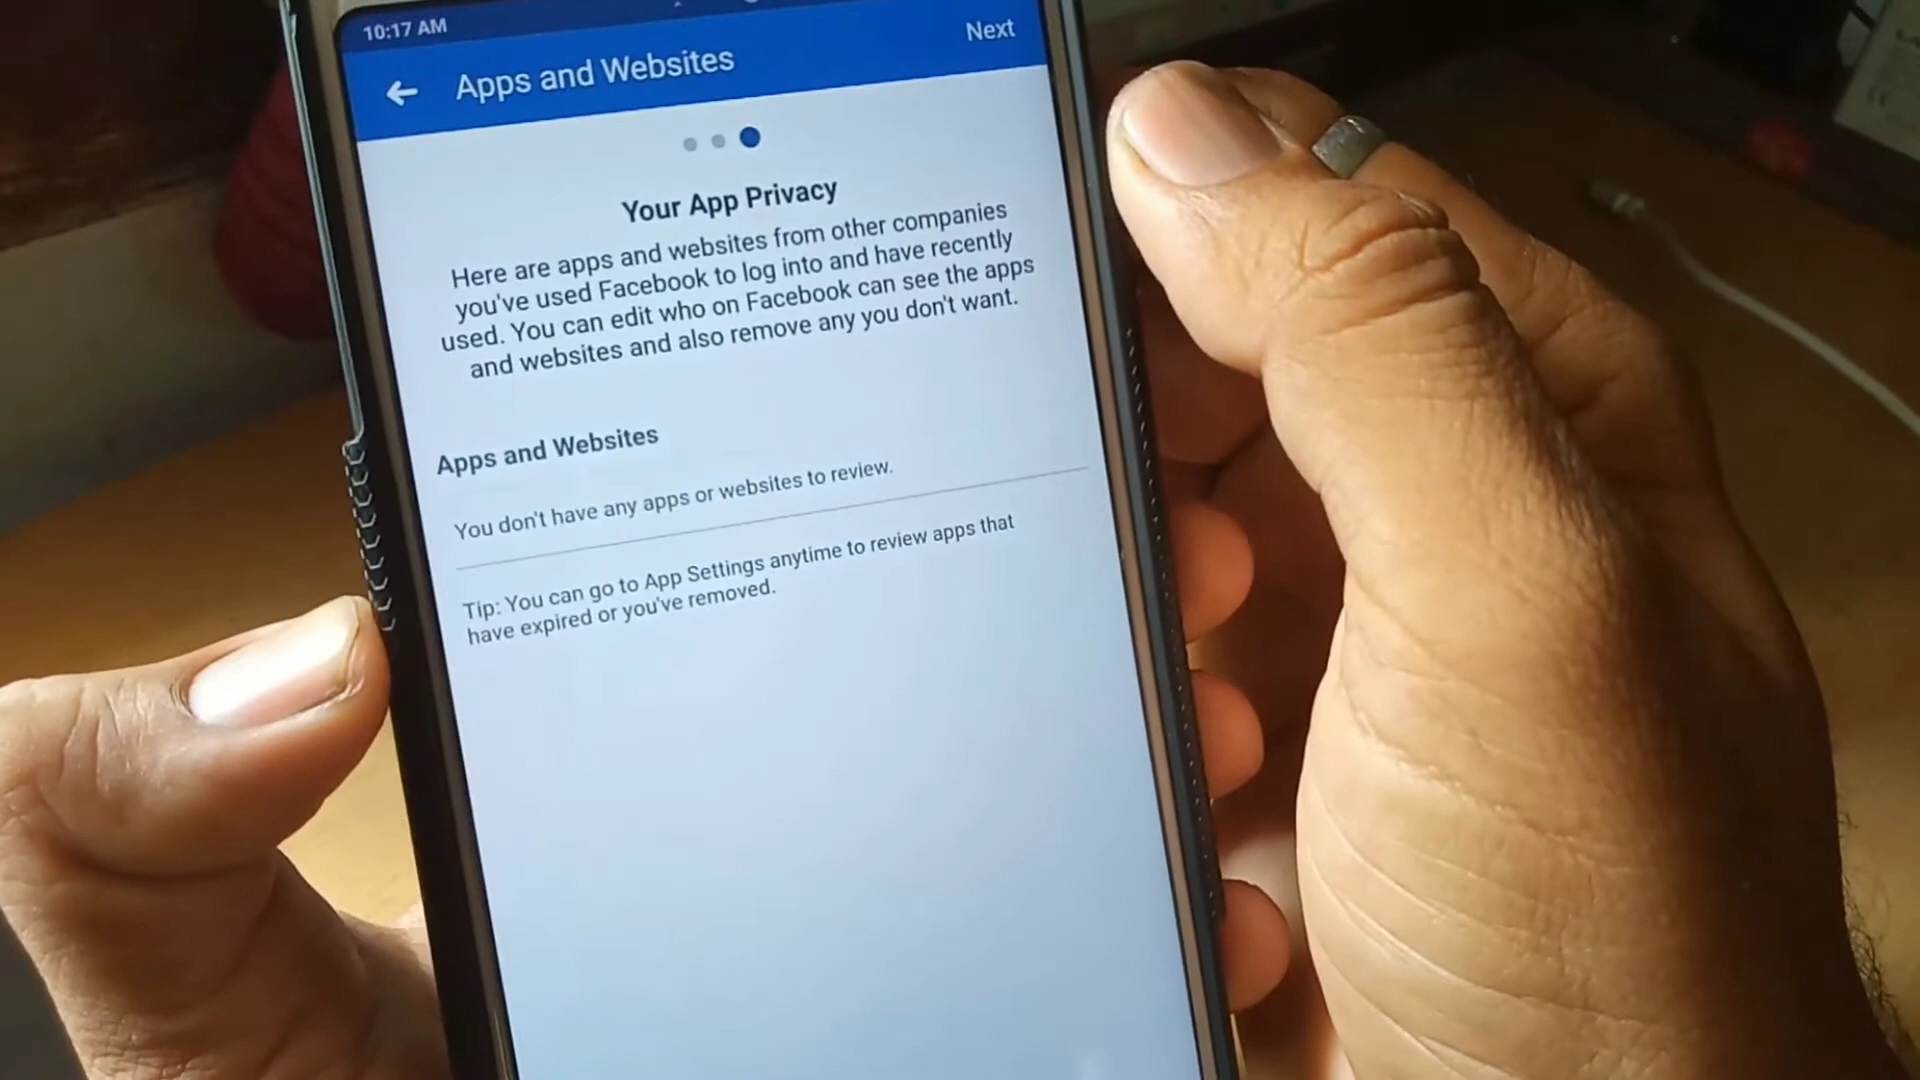 10:17 AM
Apps and Websites
Next
Your App Privacy
Here are apps and websites from other companies
you've used Facebook to log into and have recently
used. You can edit who on Facebook can see the apps
and websites and also remove any you don't want.
Apps and Websites
You don't have any apps or websites to review.
Tip: You can go to App Settings anytime to review apps that
have expired or you've removed.